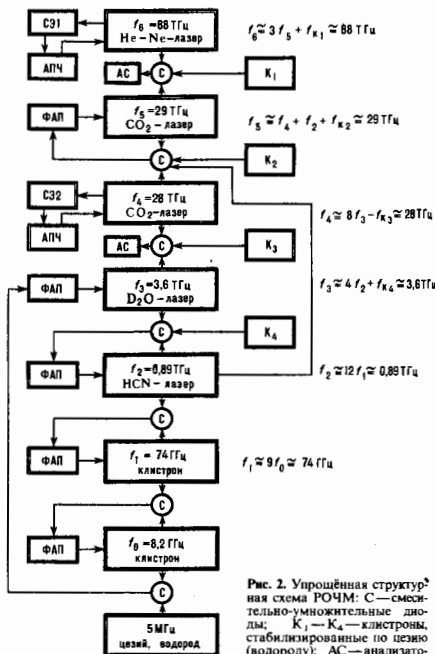 СЭ1
f₆ = 88 ТГц
Не – Ne – лазер
f₆ ≅ 3 f₅ + fк₁ ≅ 88 ТГц
АПЧ
АС
С
К₁
ФАП
f₅ = 29 ТГц
СО₂ – лазер
f₅ ≅ f₄ + f₂ + fк₂ ≅ 29 ТГц
С
К₂
СЭ2
f₄ = 28 ТГц
СО₂ – лазер
f₄ ≅ 8 f₃ – fк₃ ≅ 28 ТГц
АПЧ
АС
С
К₃
ФАП
f₃ = 3,6 ТГц
D₂O – лазер
f₃ ≅ 4 f₂ + fк₄ ≅ 3,6 ТГц
С
К₄
ФАП
f₂ = 0,89 ТГц
HCN – лазер
f₂ ≅ 12 f₁ ≅ 0,89 ТГц
С
ФАП
f₁ = 74 ГГц
клистрон
f₁ ≅ 9 f₀ ≅ 74 ГГц
С
ФАП
f₀ = 8,2 ГГц
клистрон
С
5 МГц
цезий, водород
Рис. 2. Упрощённая структур-
ная схема РОЧМ: С — смеси-
тельно-умножительные дио-
ды; К₁ — К₄ — клистроны,
стабилизированные по цезию
(водороду); АС — анализато-